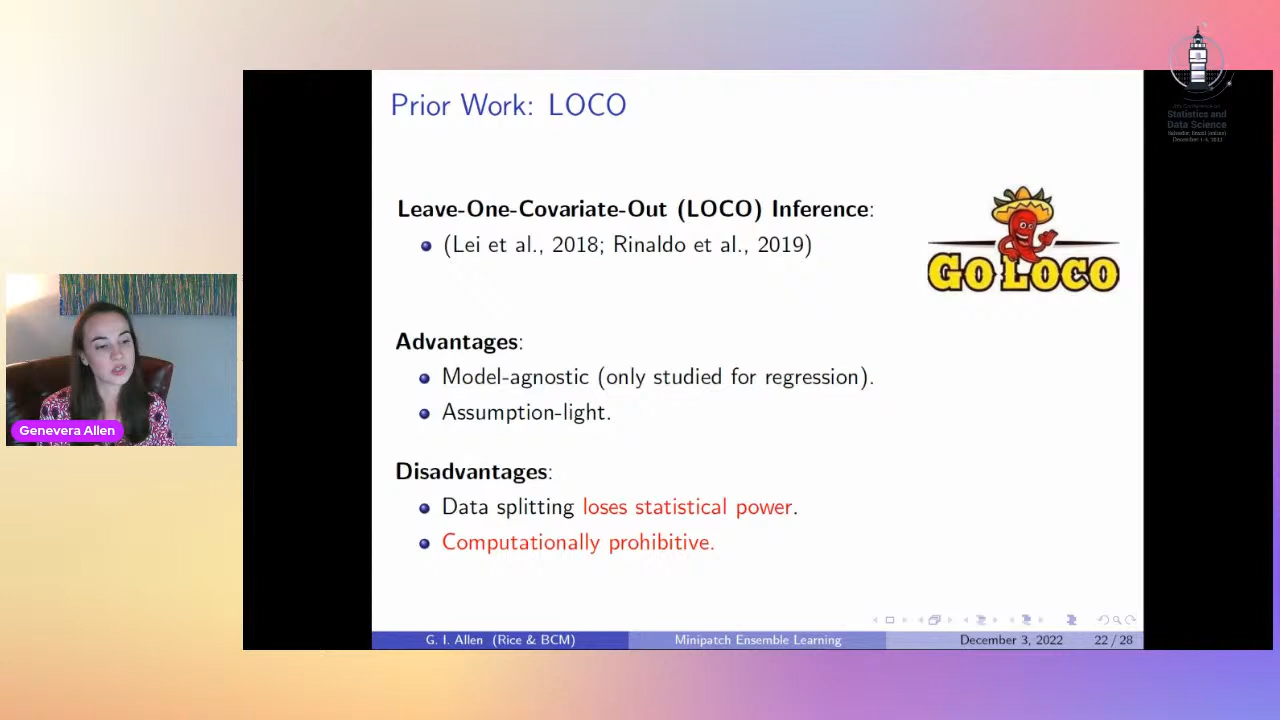 Prior Work: LOCO
Leave-One-Covariate-Out (LOCO) Inference:
(Lei et al., 2018; Rinaldo et al., 2019)
GO LOCO
Advantages:
Model-agnostic (only studied for regression).
Assumption-light.
Disadvantages:
Data splitting loses statistical power.
Computationally prohibitive.
G. I. Allen (Rice & BCM)
Minipatch Ensemble Learning
December 3, 2022
22 / 28
Genevera Allen
Statistics and
Data Science